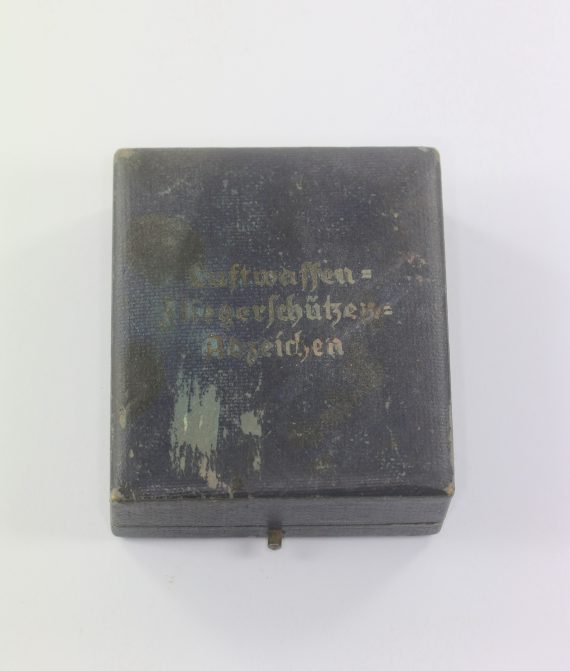 Luftwaffen=
Fliegerschützen=
Abzeichen